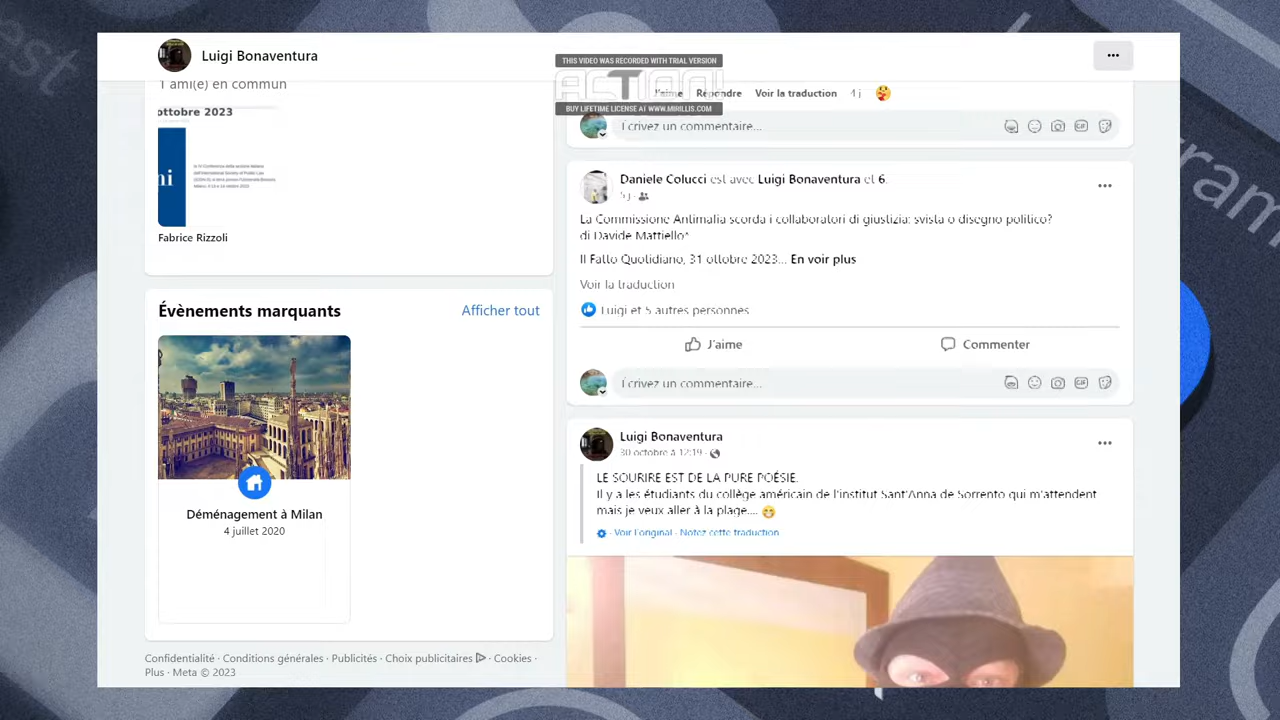 Luigi Bonaventura
...
THIS VIDEO WAS RECORDED WITH TRIAL VERSION
BUY LIFETIME LICENSE AT WWW.MIRILLIS.COM
1 ami(e) en commun
ottobre 2023
ni
Fabrice Rizzoli
Évènements marquants
Afficher tout
Déménagement à Milan
4 juillet 2020
Confidentialité · Conditions générales · Publicités · Choix publicitaires · Cookies ·
Plus · Meta © 2023
J'aime Répondre Voir la traduction 4 j
Écrivez un commentaire...
Daniele Colucci est avec Luigi Bonaventura et 6
5 j ·
La Commissione Antimafia scorda i collaboratori di giustizia: svista o disegno politico?
di Davide Mattiello*
Il Fatto Quotidiano, 31 ottobre 2023... En voir plus
Voir la traduction
Luigi et 5 autres personnes
J'aime
Commenter
Écrivez un commentaire...
Luigi Bonaventura
30 octobre à 12:19 ·
LE SOURIRE EST DE LA PURE POÉSIE.
Il y a les étudiants du collège américain de l'institut Sant'Anna de Sorrento qui m'attendent
mais je veux aller à la plage.... 😁
· Voir l'original · Notez cette traduction